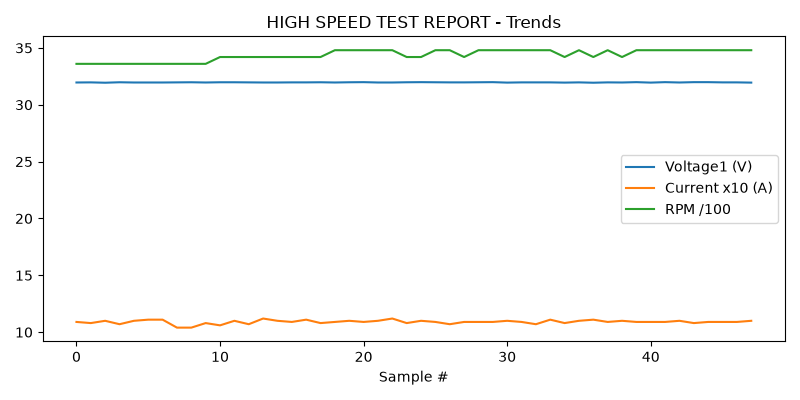 HIGH SPEED TEST REPORT - Trends
35
30
25
20
15
10
Voltage1 (V)
Current x10 (A)
RPM /100
0 10 20 30 40
Sample #